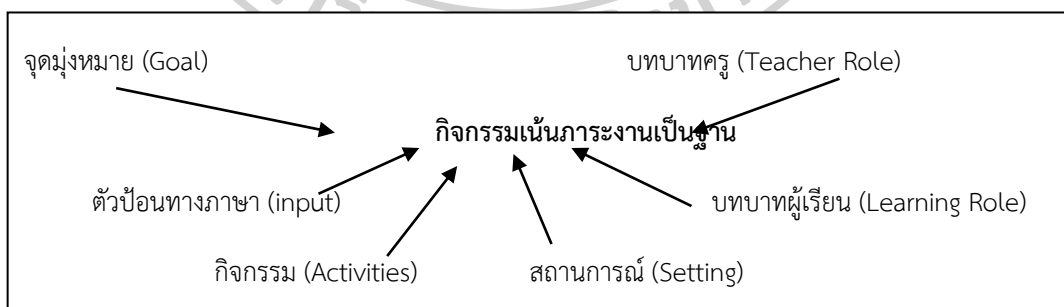 จุดมุ่งหมาย (Goal) บทบาทครู (Teacher Role)
กิจกรรมเน้นภาระงานเป็นฐาน
ตัวป้อนทางภาษา (input) บทบาทผู้เรียน (Learning Role)
กิจกรรม (Activities) สถานการณ์ (Setting)